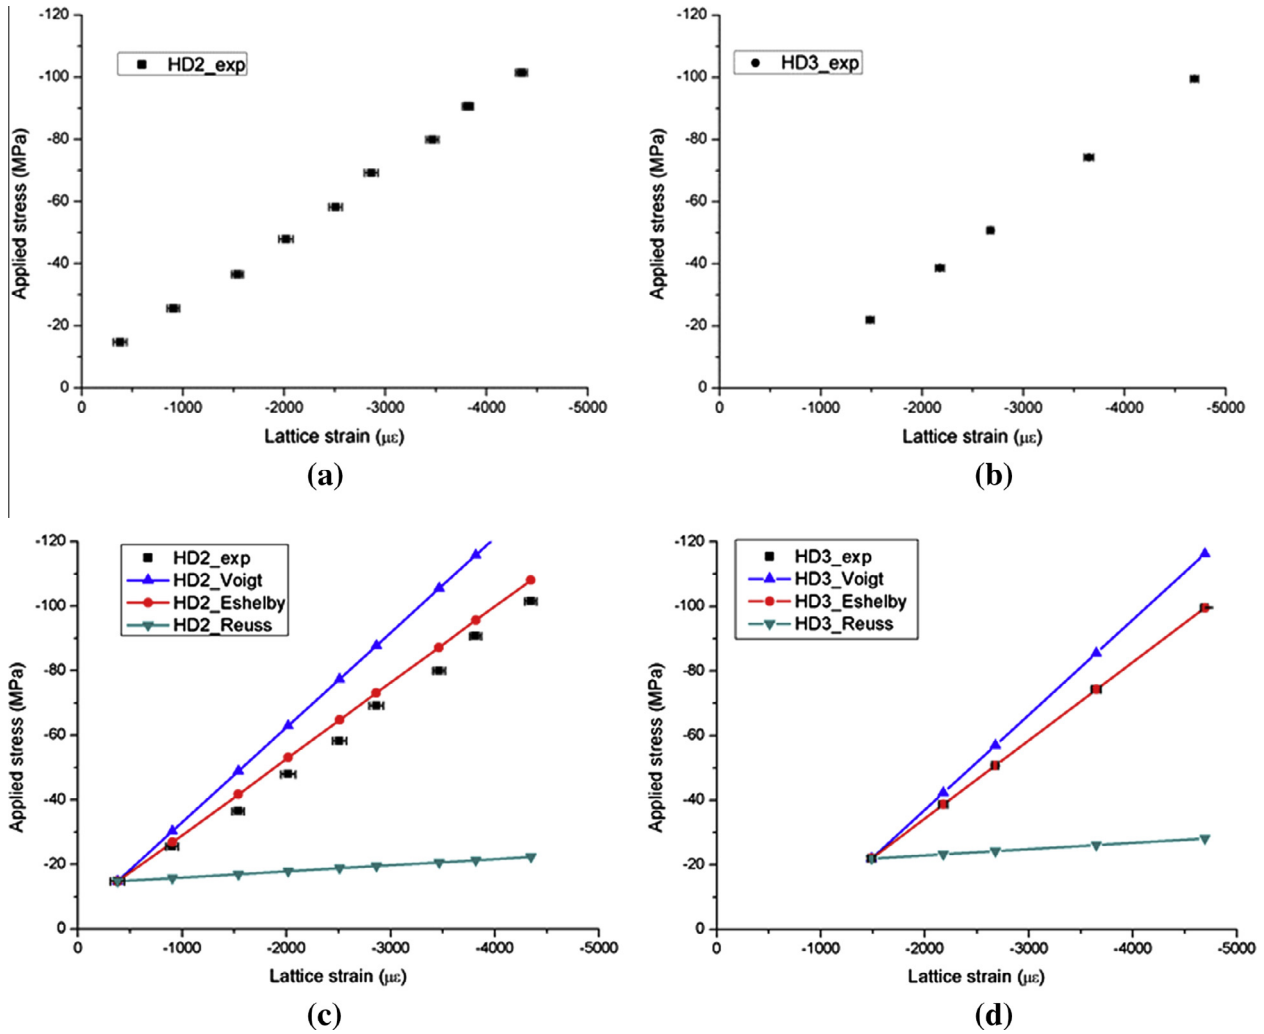 -120
-100
-80
-60
-40
-20
0
Applied stress (MPa)
HD2_exp
0 -1000 -2000 -3000 -4000 -5000
Lattice strain (με)
(a)
-120
-100
-80
-60
-40
-20
0
Applied stress (MPa)
HD3_exp
0 -1000 -2000 -3000 -4000 -5000
Lattice strain (με)
(b)
-120
-100
-80
-60
-40
-20
0
Applied stress (MPa)
HD2_exp
HD2_Voigt
HD2_Eshelby
HD2_Reuss
0 -1000 -2000 -3000 -4000 -5000
Lattice strain (με)
(c)
-120
-100
-80
-60
-40
-20
0
Applied stress (MPa)
HD3_exp
HD3_Voigt
HD3_Eshelby
HD3_Reuss
0 -1000 -2000 -3000 -4000 -5000
Lattice strain (με)
(d)